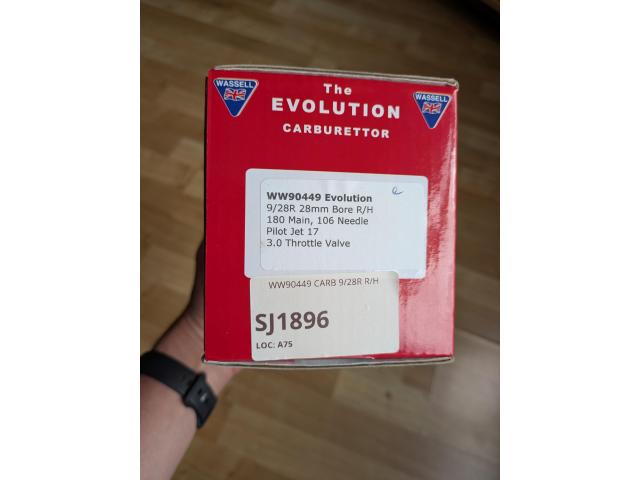 WASSELL
The
EVOLUTION
CARBURETTOR
WASSELL
WW90449 Evolution
9/28R 28mm Bore R/H
180 Main, 106 Needle
Pilot Jet 17
3.0 Throttle Valve
WW90449 CARB 9/28R R/H
SJ1896
LOC: A75